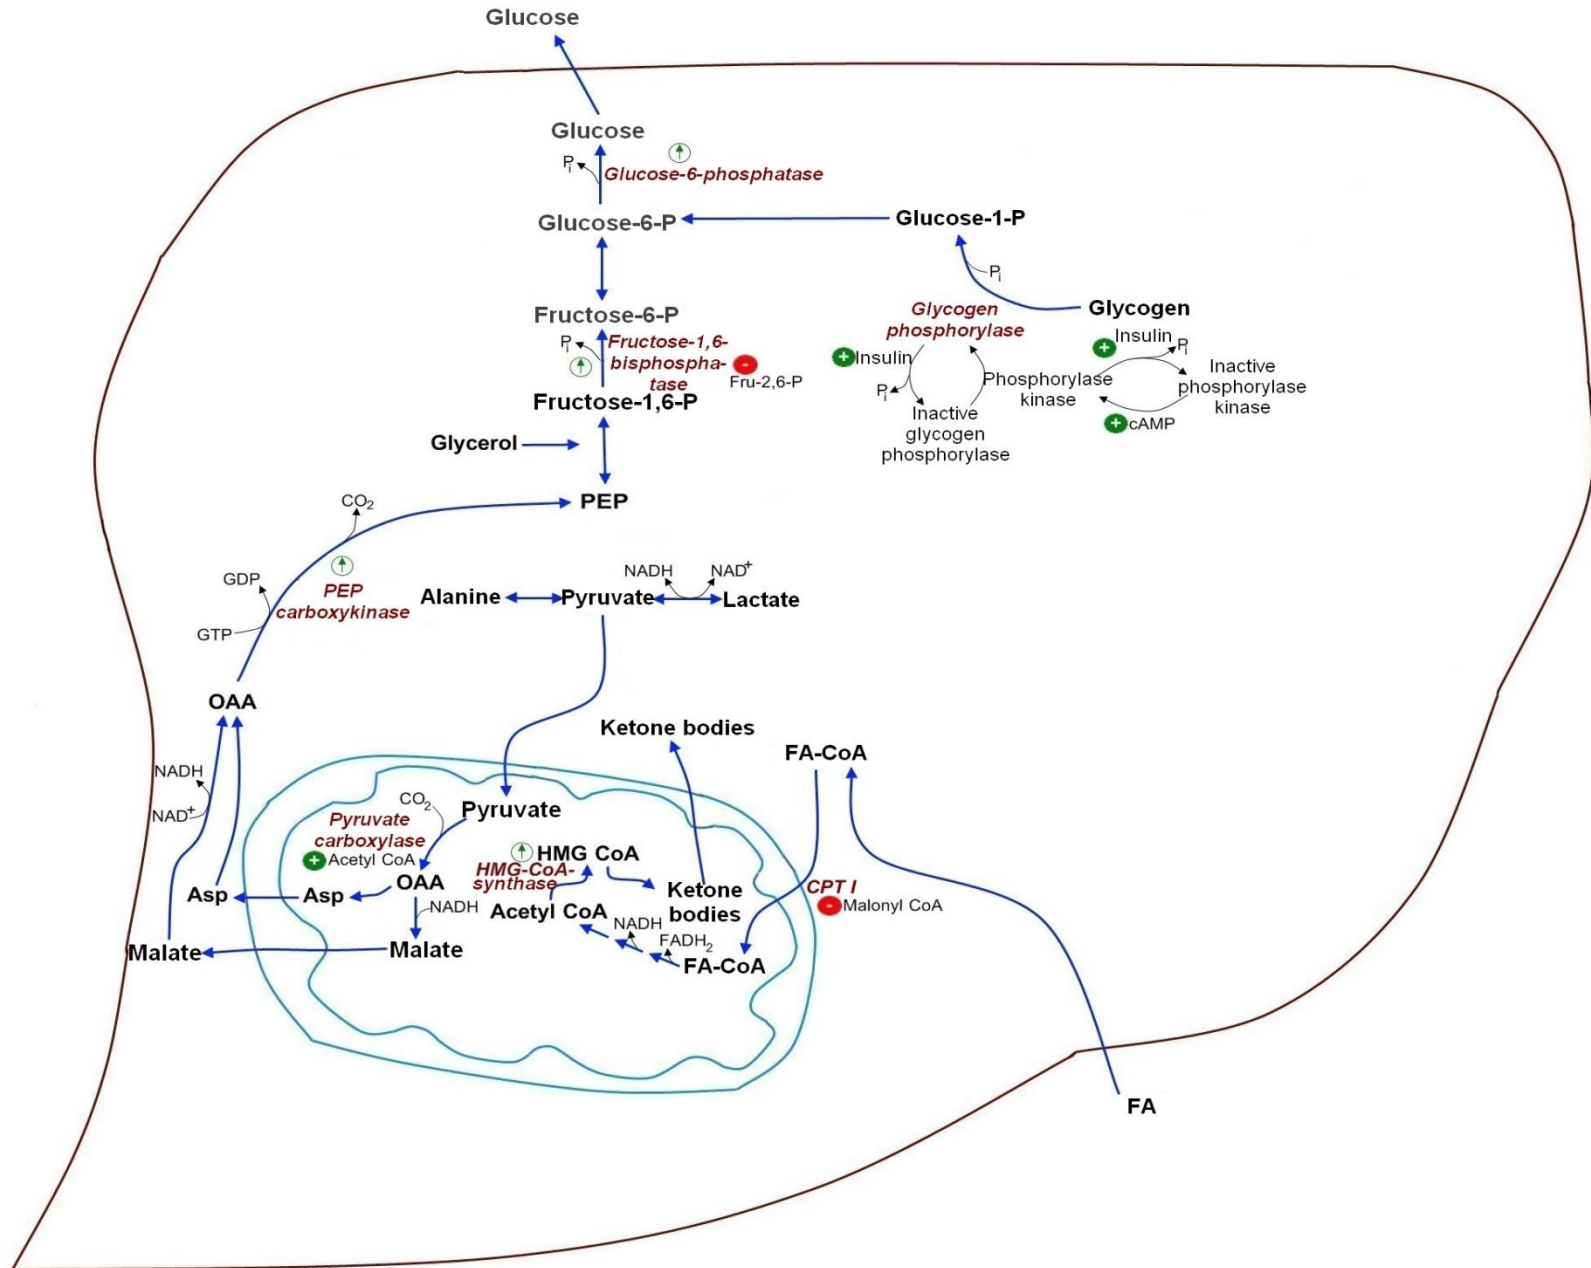 Glucose
Glucose
Pi
Glucose-6-phosphatase
Glucose-6-P
Glucose-1-P
Pi
Glycogen
Fructose-6-P
Pi
Fructose-1,6-
bisphospha-
tase
-
Fru-2,6-P
Fructose-1,6-P
Glycogen
phosphorylase
+ Insulin
Pi
Inactive
glycogen
phosphorylase
Phosphorylase
kinase
+ Insulin
Pi
Inactive
phosphorylase
kinase
+ cAMP
Glycerol
PEP
CO2
GDP
PEP
carboxykinase
GTP
Alanine
Pyruvate
NADH
NAD+
Lactate
OAA
NADH
NAD+
Ketone bodies
FA-CoA
Pyruvate
CO2
Pyruvate
carboxylase
+ Acetyl CoA
OAA
HMG CoA
HMG-CoA-
synthase
Ketone
bodies
Acetyl CoA
CPT I
- Malonyl CoA
Asp
Asp
NADH
NADH
FADH2
FA-CoA
Malate
Malate
FA